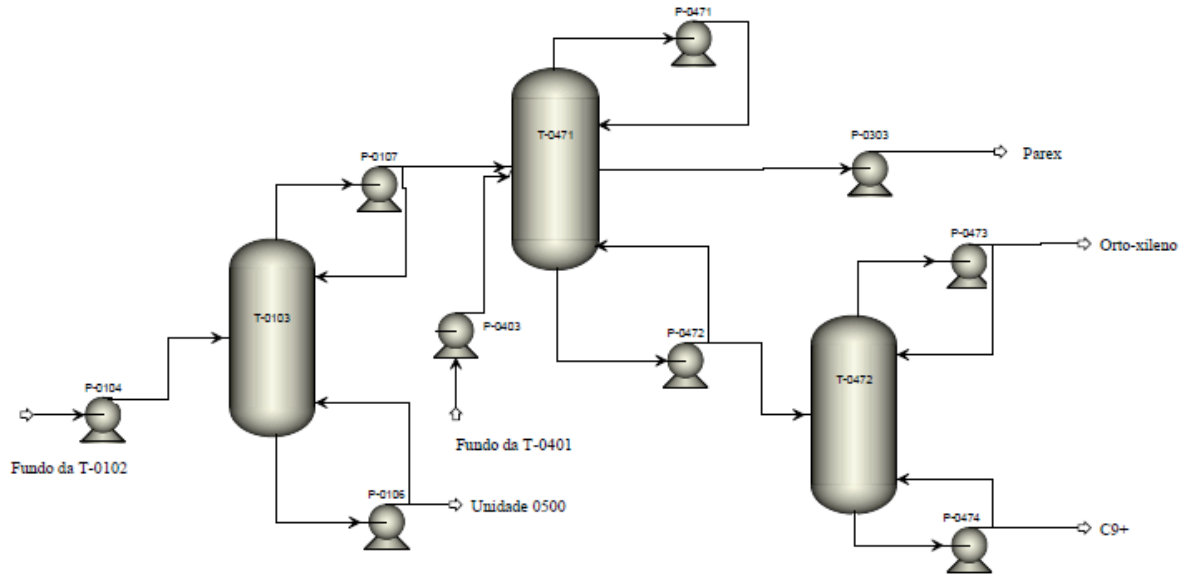 P-0471
T-0471
P-0303
Parex
P-0107
P-0473
Orto-xileno
T-0103
P-0403
P-0472
T-0472
P-0104
Fundo da T-0401
Fundo da T-0102
P-0106
Unidade 0500
P-0474
C9+